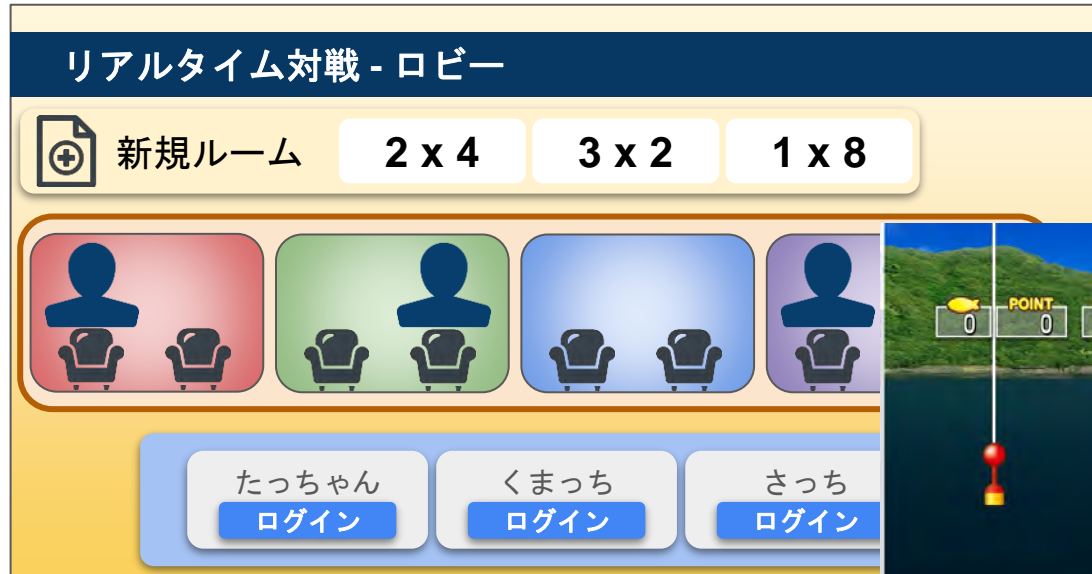 リアルタイム対戦 - ロビー
新規ルーム 2 x 4 3 x 2 1 x 8
POINT
0 0
たっちゃん くまっち さっち
ログイン ログイン ログイン